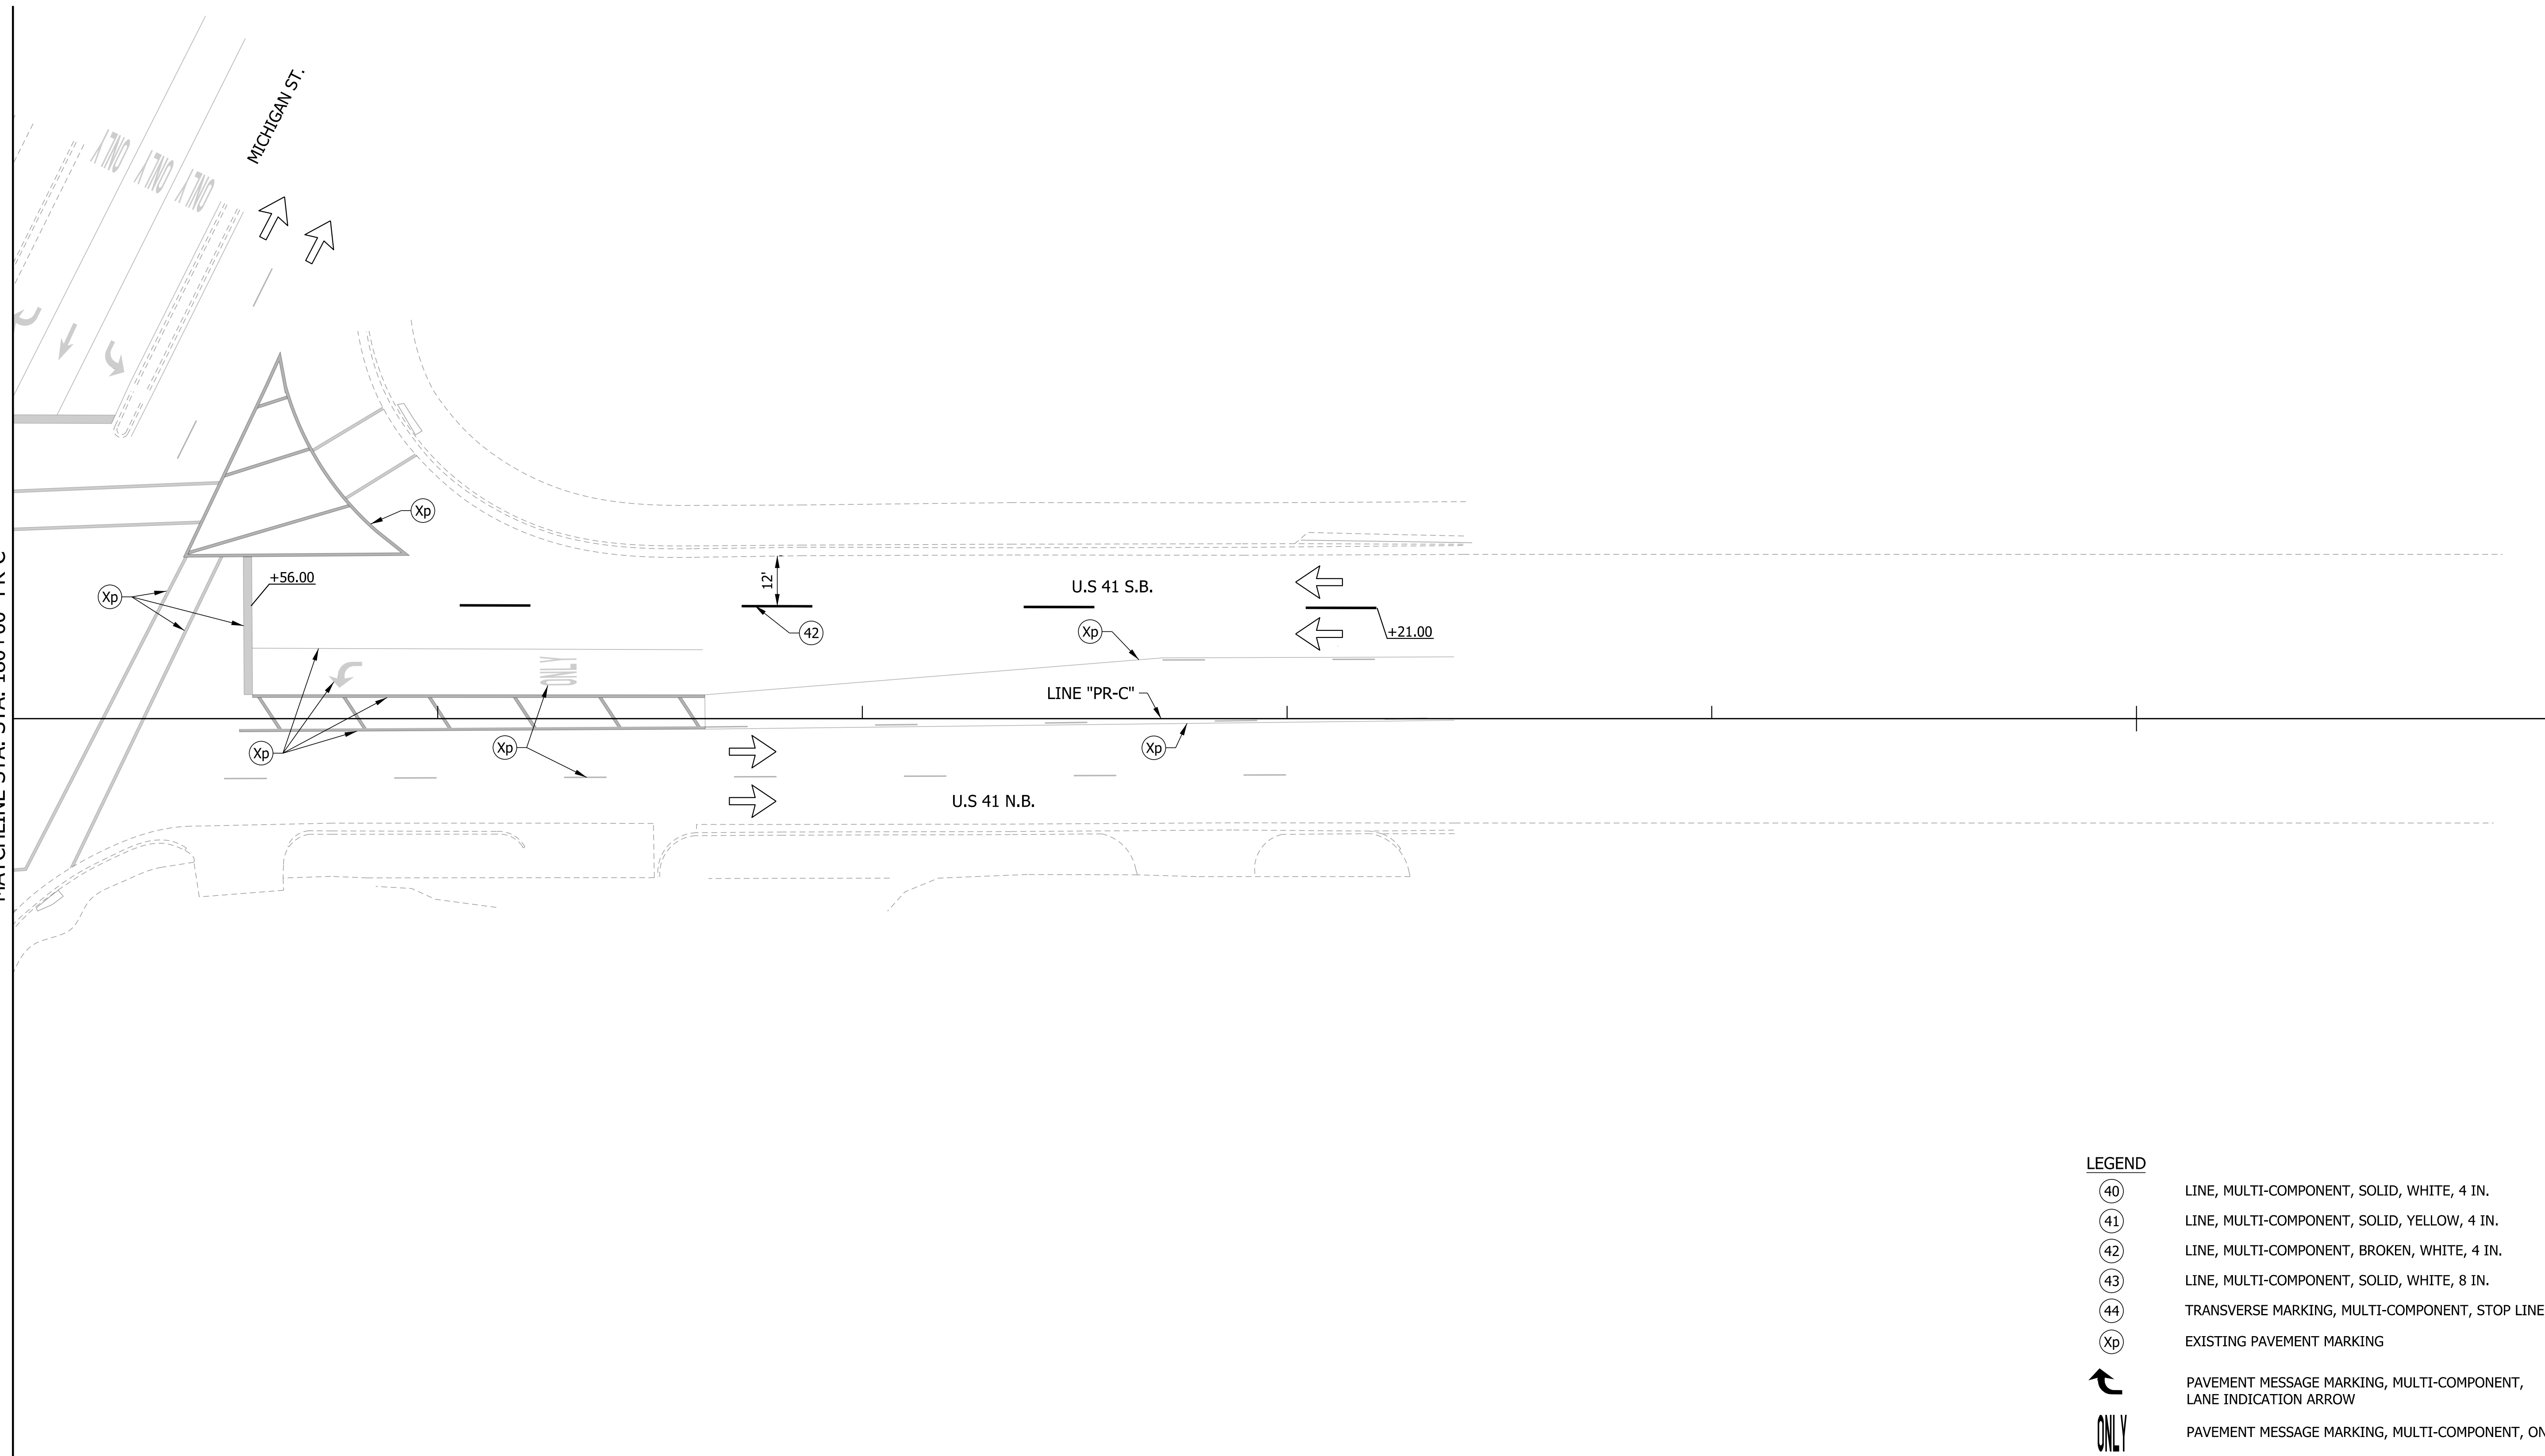 MICHIGAN ST.
ONLY
ONLY
ONLY
Xp
+56.00
Xp
12'
U.S 41 S.B.
42
Xp
+21.00
ONLY
LINE "PR-C"
Xp
Xp
Xp
U.S 41 N.B.
LEGEND
40 LINE, MULTI-COMPONENT, SOLID, WHITE, 4 IN.
41 LINE, MULTI-COMPONENT, SOLID, YELLOW, 4 IN.
42 LINE, MULTI-COMPONENT, BROKEN, WHITE, 4 IN.
43 LINE, MULTI-COMPONENT, SOLID, WHITE, 8 IN.
44 TRANSVERSE MARKING, MULTI-COMPONENT, STOP LINE
Xp EXISTING PAVEMENT MARKING
PAVEMENT MESSAGE MARKING, MULTI-COMPONENT,
LANE INDICATION ARROW
ONLY PAVEMENT MESSAGE MARKING, MULTI-COMPONENT,